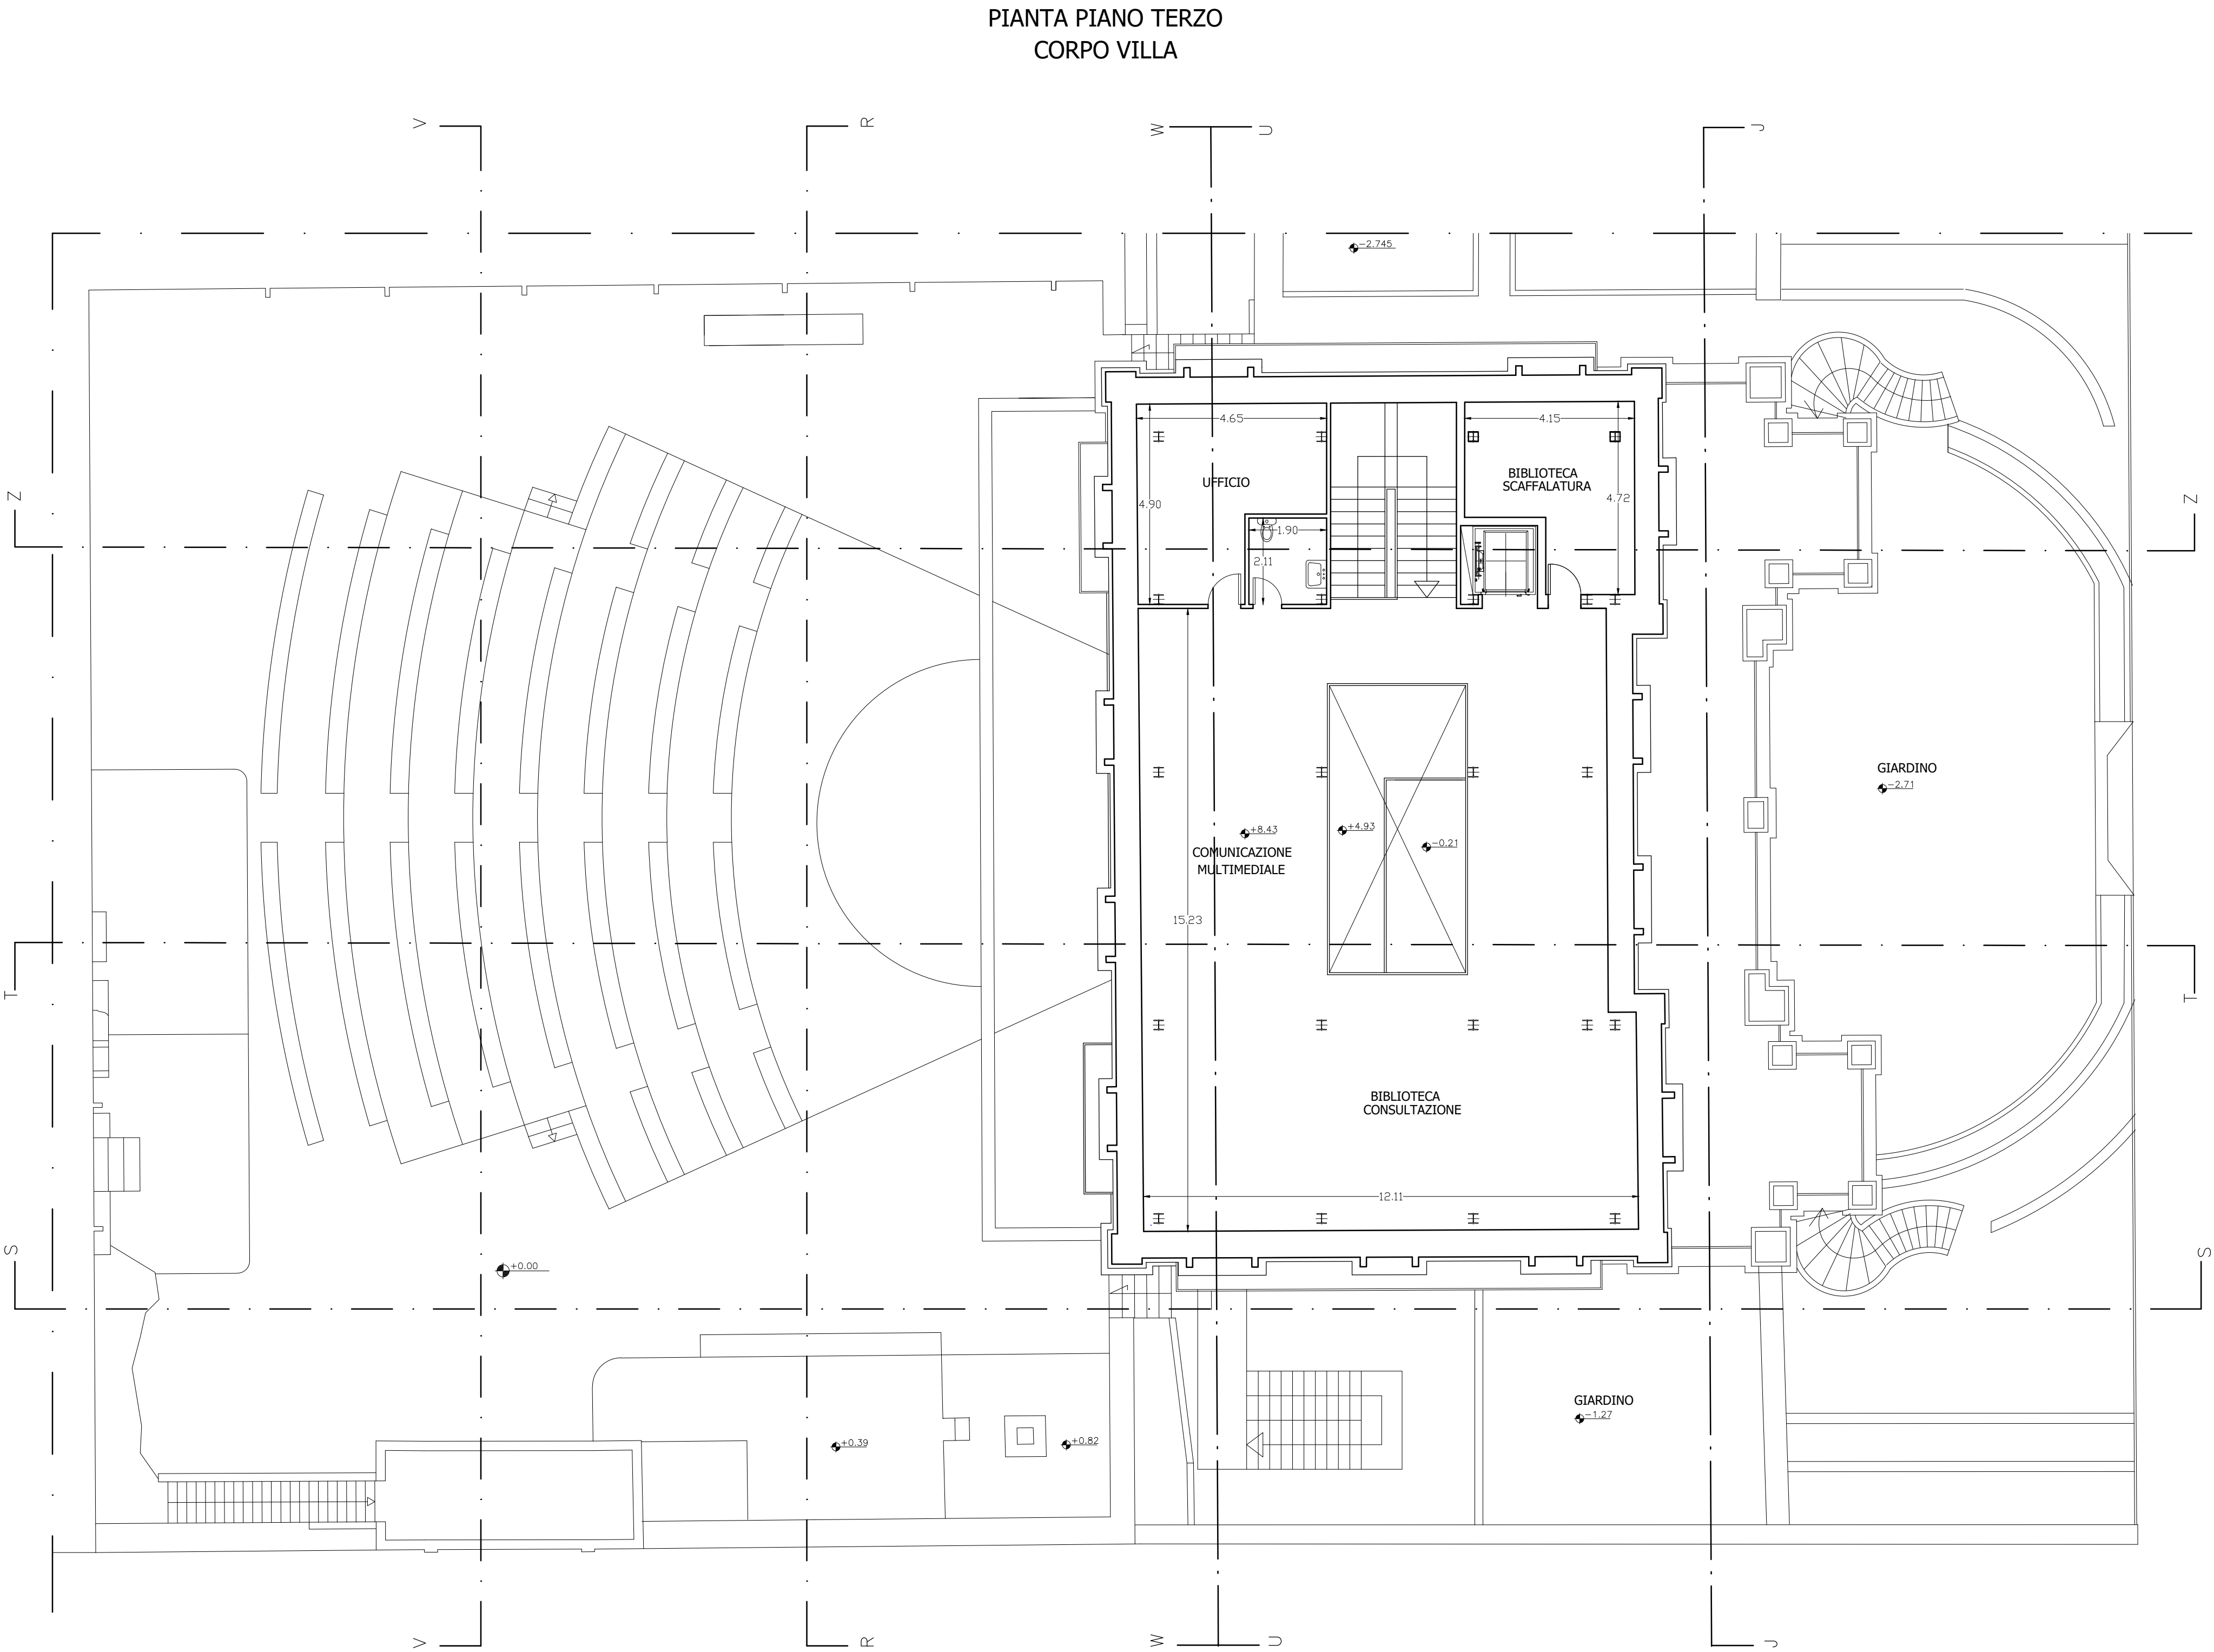 PIANTA PIANO TERZO
CORPO VILLA
V
R
W
U
J
-2.745
4.65
4.15
Z
UFFICIO
BIBLIOTECA
SCAFFALATURA
Z
4.90
4.72
1.90
2.11
GIARDINO
-2.71
+8.43
+4.93
-0.21
COMUNICAZIONE
MULTIMEDIALE
15.23
T
T
BIBLIOTECA
CONSULTAZIONE
12.11
S
S
+0.00
GIARDINO
-1.27
+0.39
+0.82
V
R
W
U
J